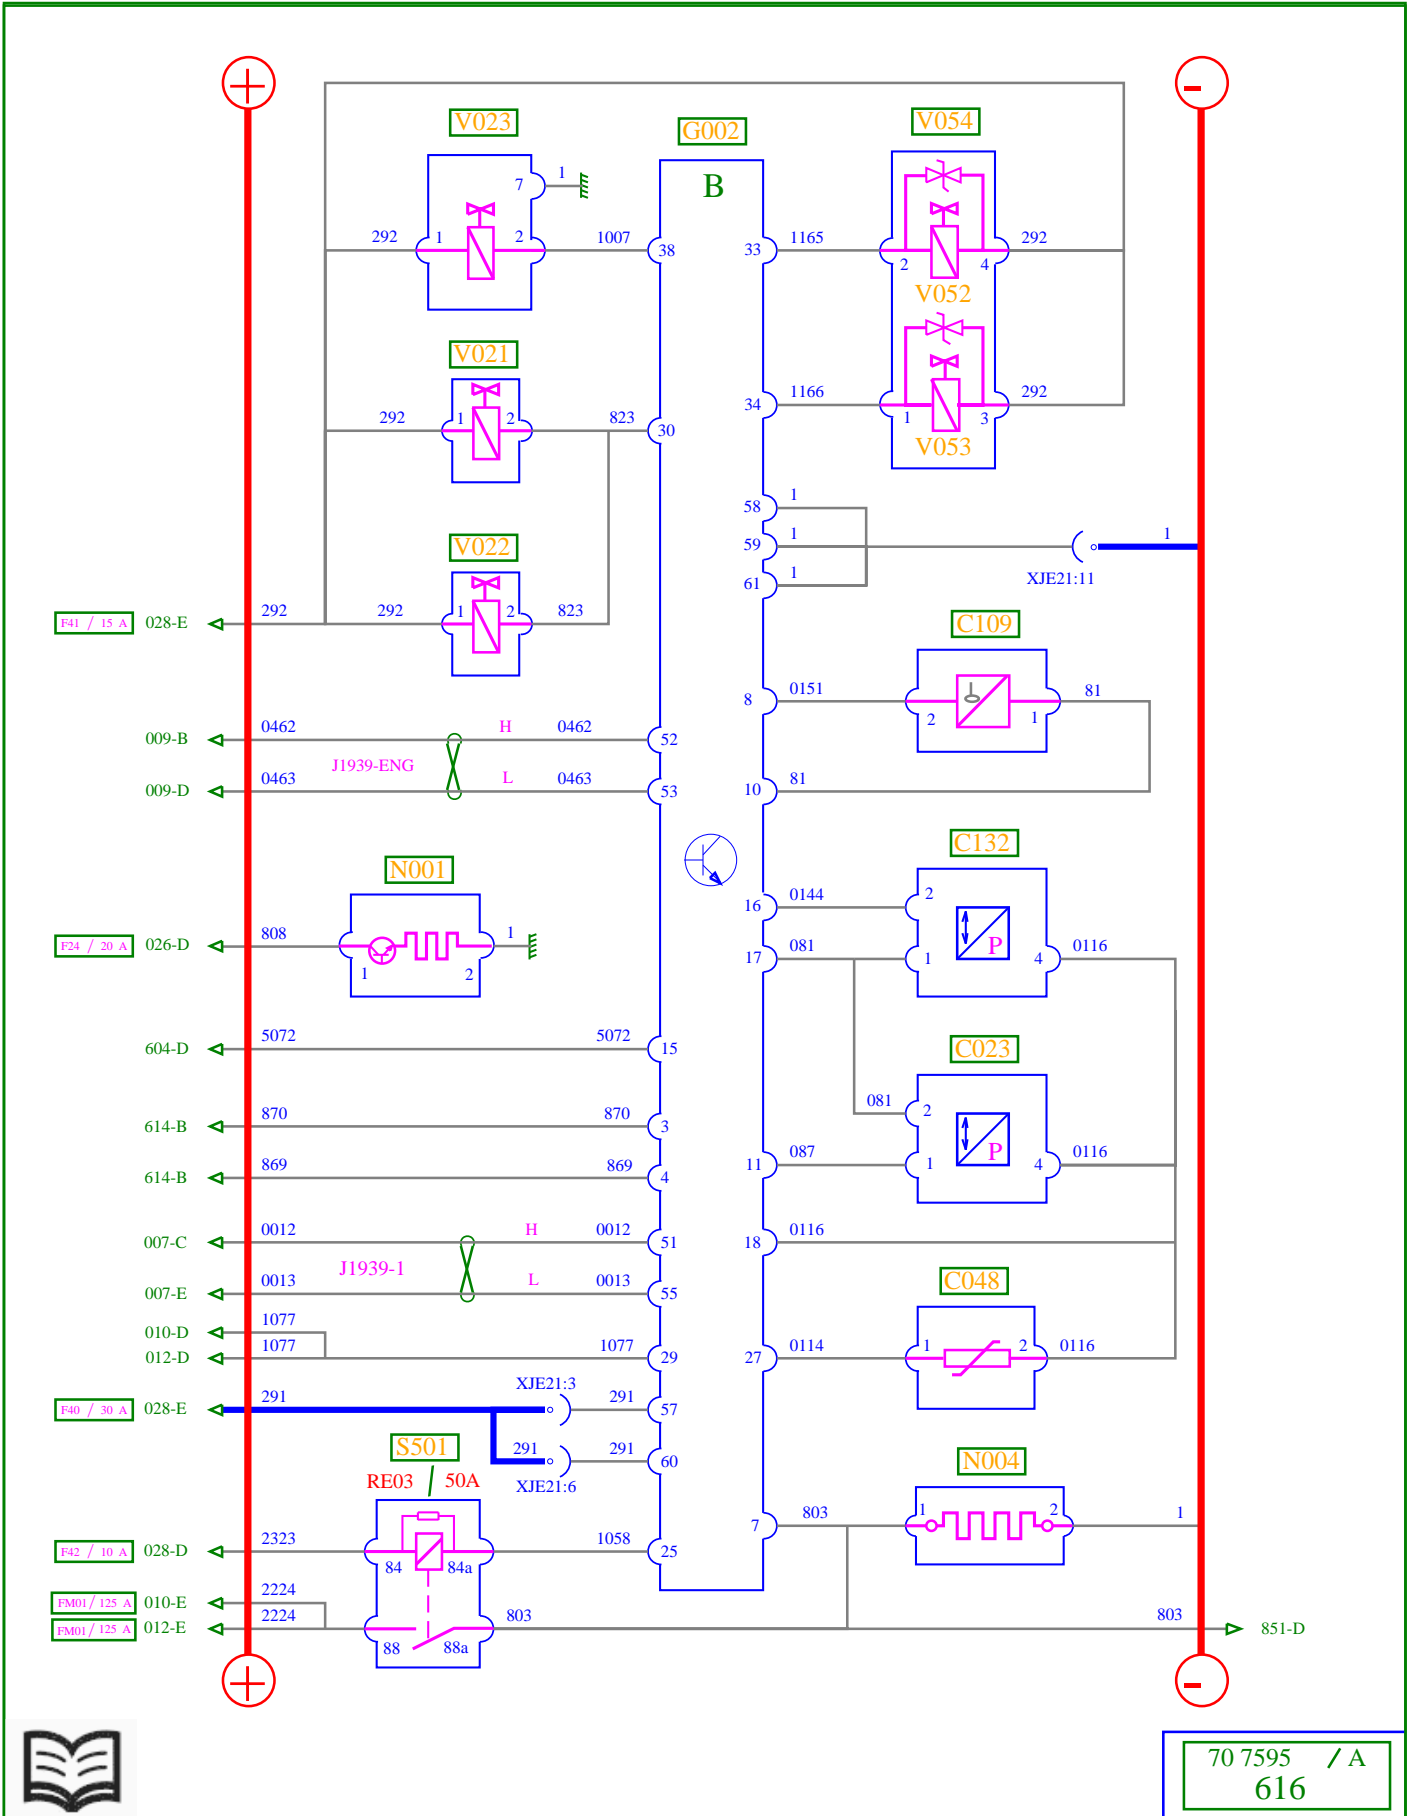 V023
G002
V054
B
7
1
292
1
2
1007
38
33
1165
2
4
292
V052
V021
292
1
2
823
30
34
1166
1
3
292
V053
58
1
59
1
61
1
XJE21:11
1
V022
F41 / 15 A
028-E
292
292
1
2
823
C109
8
0151
2
1
81
009-B
0462
H
0462
52
J1939-ENG
009-D
0463
L
0463
53
10
81
C132
N001
16
0144
2
F24 / 20 A
026-D
808
1
2
1
17
081
1
P
4
0116
604-D
5072
5072
15
C023
081
2
614-B
870
870
3
614-B
869
869
4
11
087
1
P
4
0116
007-C
0012
H
0012
51
18
0116
J1939-1
007-E
0013
L
0013
55
C048
010-D
1077
012-D
1077
1077
29
27
0114
1
2
0116
F40 / 30 A
028-E
291
XJE21:3
291
57
291
XJE21:6
291
60
S501
RE03 / 50A
N004
7
803
1
2
1
F42 / 10 A
028-D
2323
84
84a
1058
25
FM01 / 125 A
010-E
2224
FM01 / 125 A
012-E
2224
88
88a
803
803
851-D
70 7595 / A
616